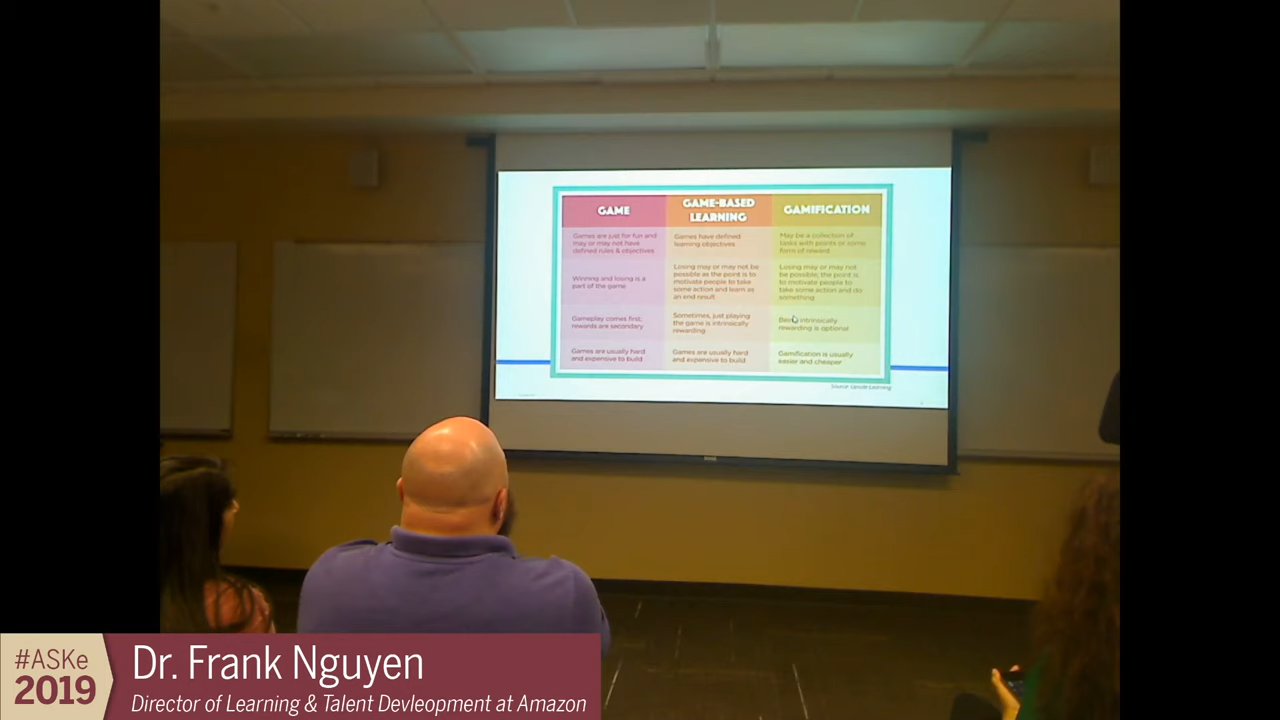 GAME
Games are just for fun and
may or may not have
defined rules & objectives
Winning and losing is a
part of the game
Gameplay comes first;
rewards are secondary
Games are usually hard
and expensive to build
GAME-BASED
LEARNING
Games have defined
learning objectives
Losing may or may not be
possible as the point is to
motivate people to take
some action and learn as
an end result
Sometimes, just playing
the game is intrinsically
rewarding
Games are usually hard
and expensive to build
GAMIFICATION
May be a collection of
tasks with points or some
form of reward
Losing may or may not
be possible; the point is
to motivate people to
take some action and do
something
Being intrinsically
rewarding is optional
Gamification is usually
easier and cheaper
Source: Upside Learning
#ASKe
2019
Dr. Frank Nguyen
Director of Learning & Talent Devleopment at Amazon